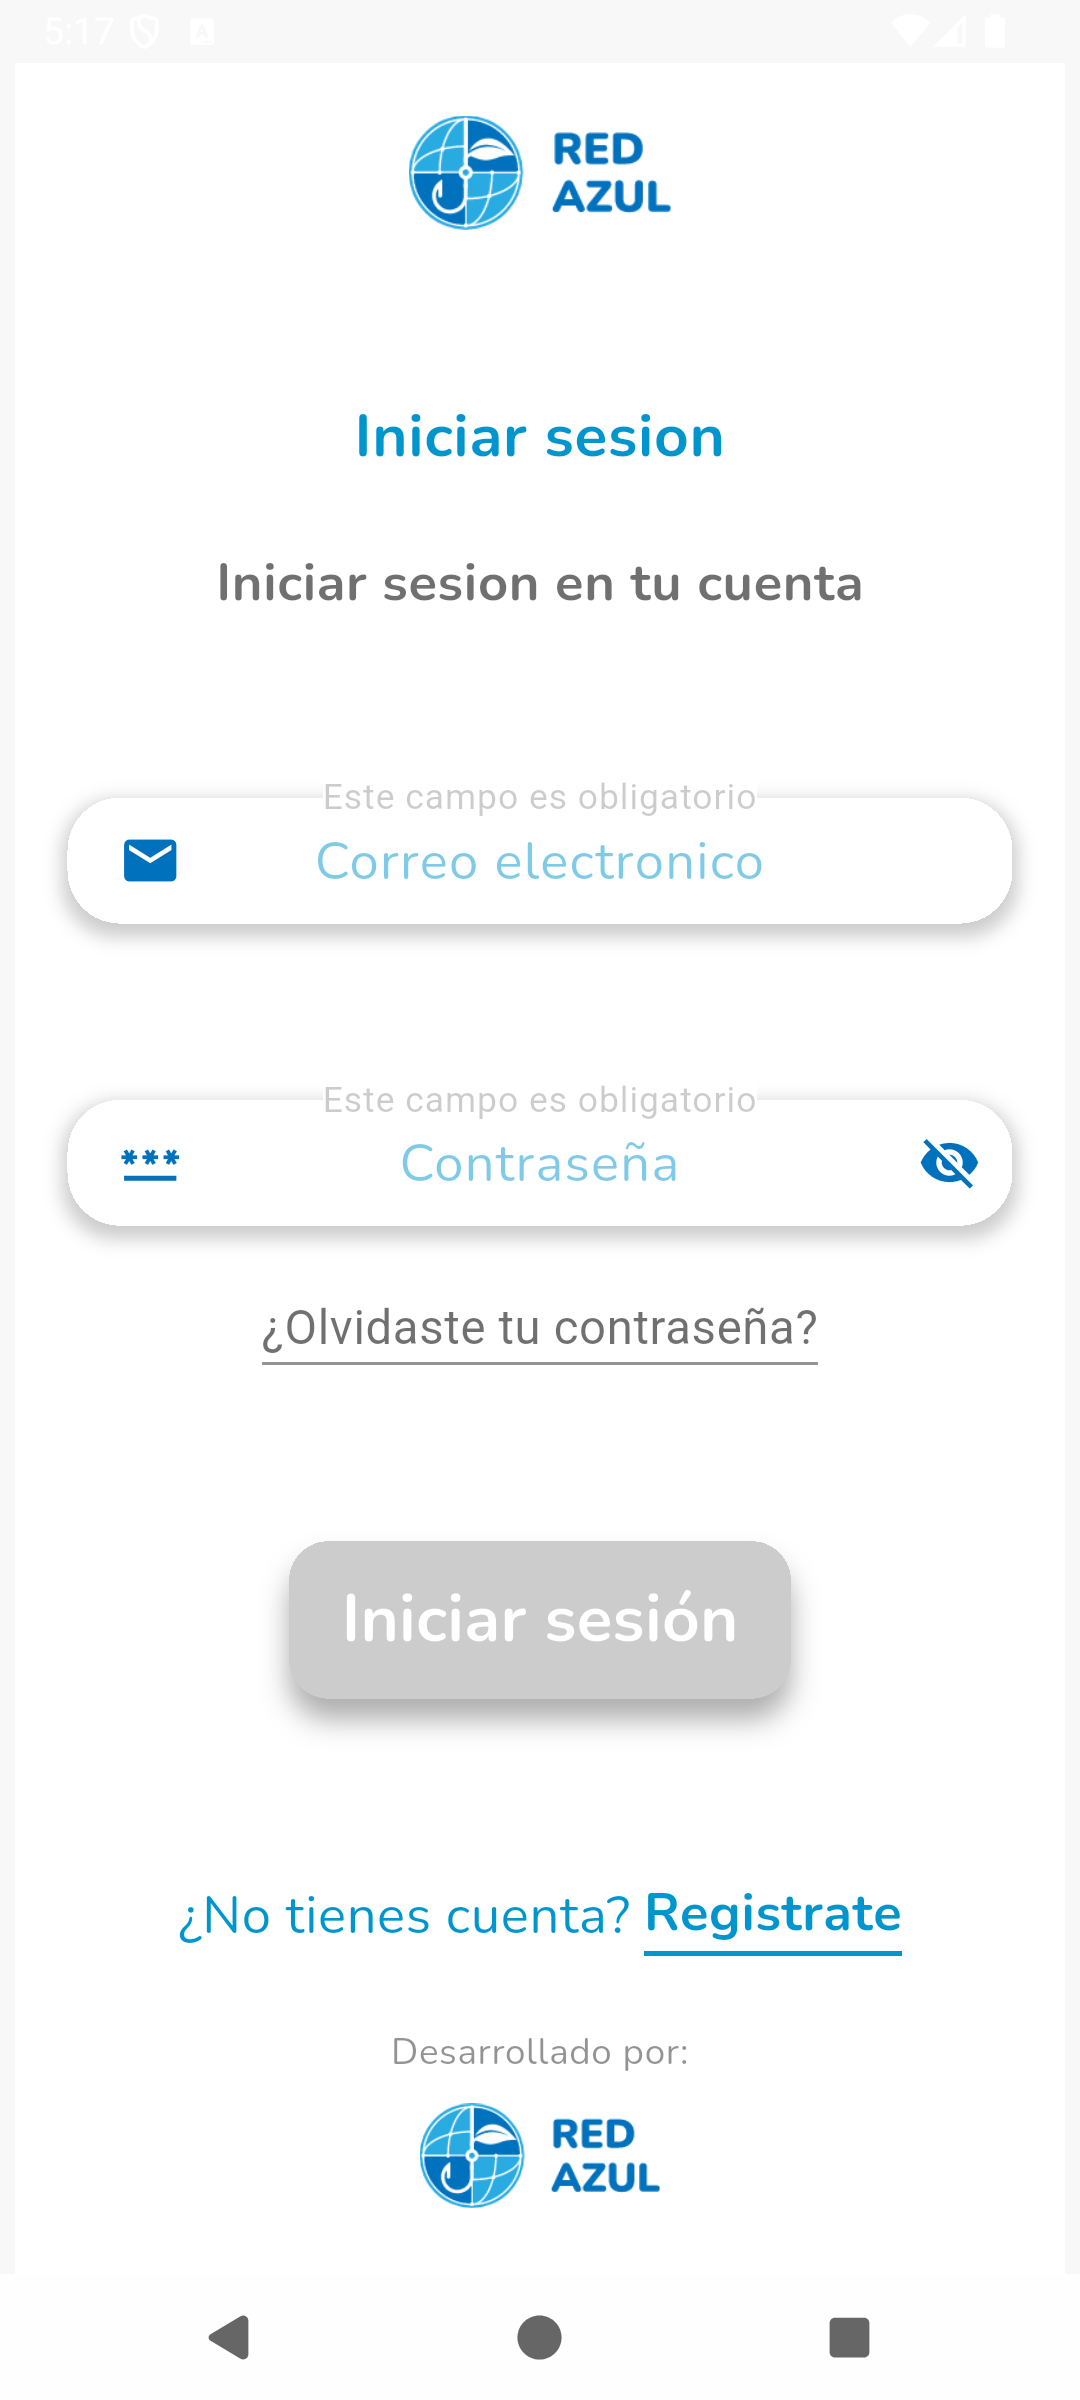 5:17
RED
AZUL
Iniciar sesion
Iniciar sesion en tu cuenta
Este campo es obligatorio
Correo electronico
Este campo es obligatorio
Contraseña
¿Olvidaste tu contraseña?
Iniciar sesión
¿No tienes cuenta? Registrate
Desarrollado por:
RED
AZUL